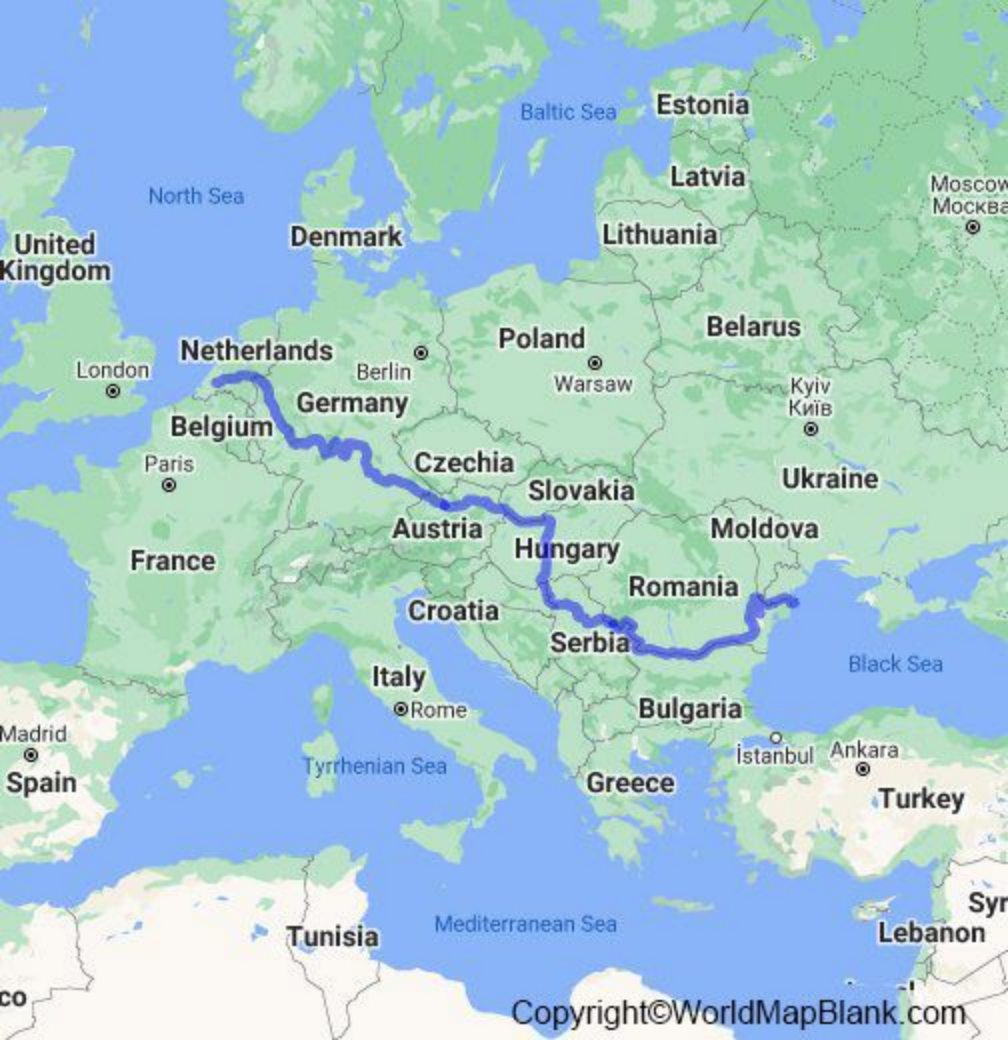 Baltic Sea
Estonia
Latvia
North Sea
Moscow
Москва
United
Kingdom
Denmark
Lithuania
Netherlands
Poland
Belarus
London
Berlin
Warsaw
Kyiv
Київ
Germany
Belgium
Paris
Czechia
Slovakia
Ukraine
Austria
Moldova
France
Hungary
Romania
Croatia
Serbia
Black Sea
Italy
Rome
Bulgaria
Madrid
Spain
Tyrrhenian Sea
İstanbul
Ankara
Greece
Turkey
Syr
Mediterranean Sea
Lebanon
Tunisia
co
Copyright©WorldMapBlank.com